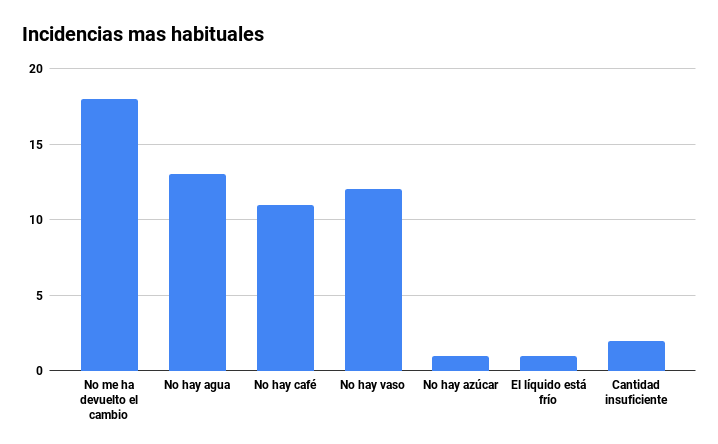 Incidencias mas habituales
20
15
10
5
0
No me ha
devuelto el
cambio
No hay agua
No hay café
No hay vaso
No hay azúcar
El líquido está
frío
Cantidad
insuficiente